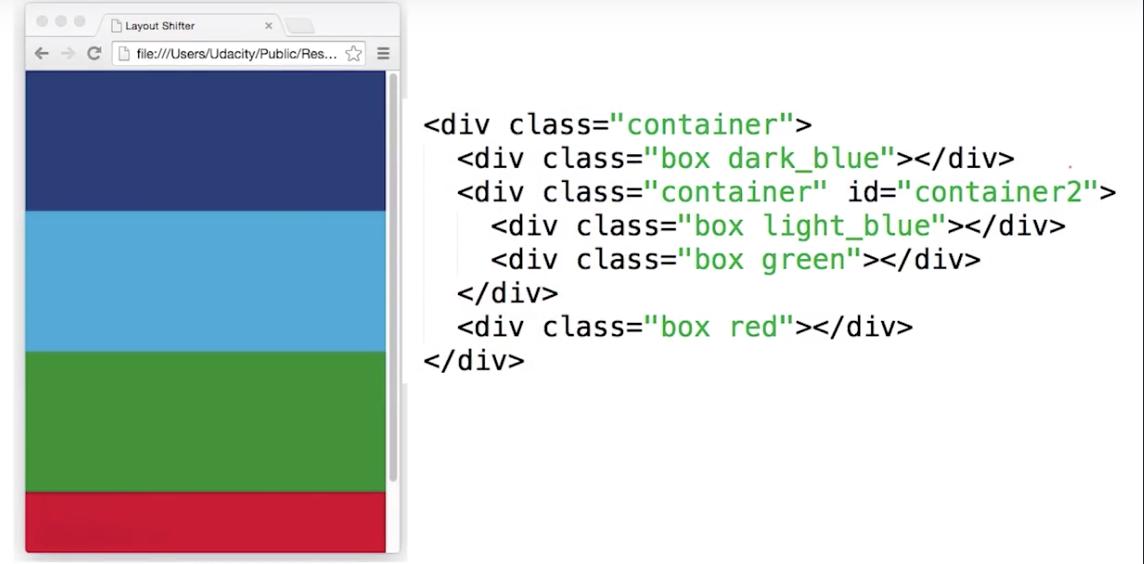 Layout Shifter
file:///Users/Udacity/Public/Res...
<div class="container">
  <div class="box dark_blue"></div>
  <div class="container" id="container2">
    <div class="box light_blue"></div>
    <div class="box green"></div>
  </div>
  <div class="box red"></div>
</div>